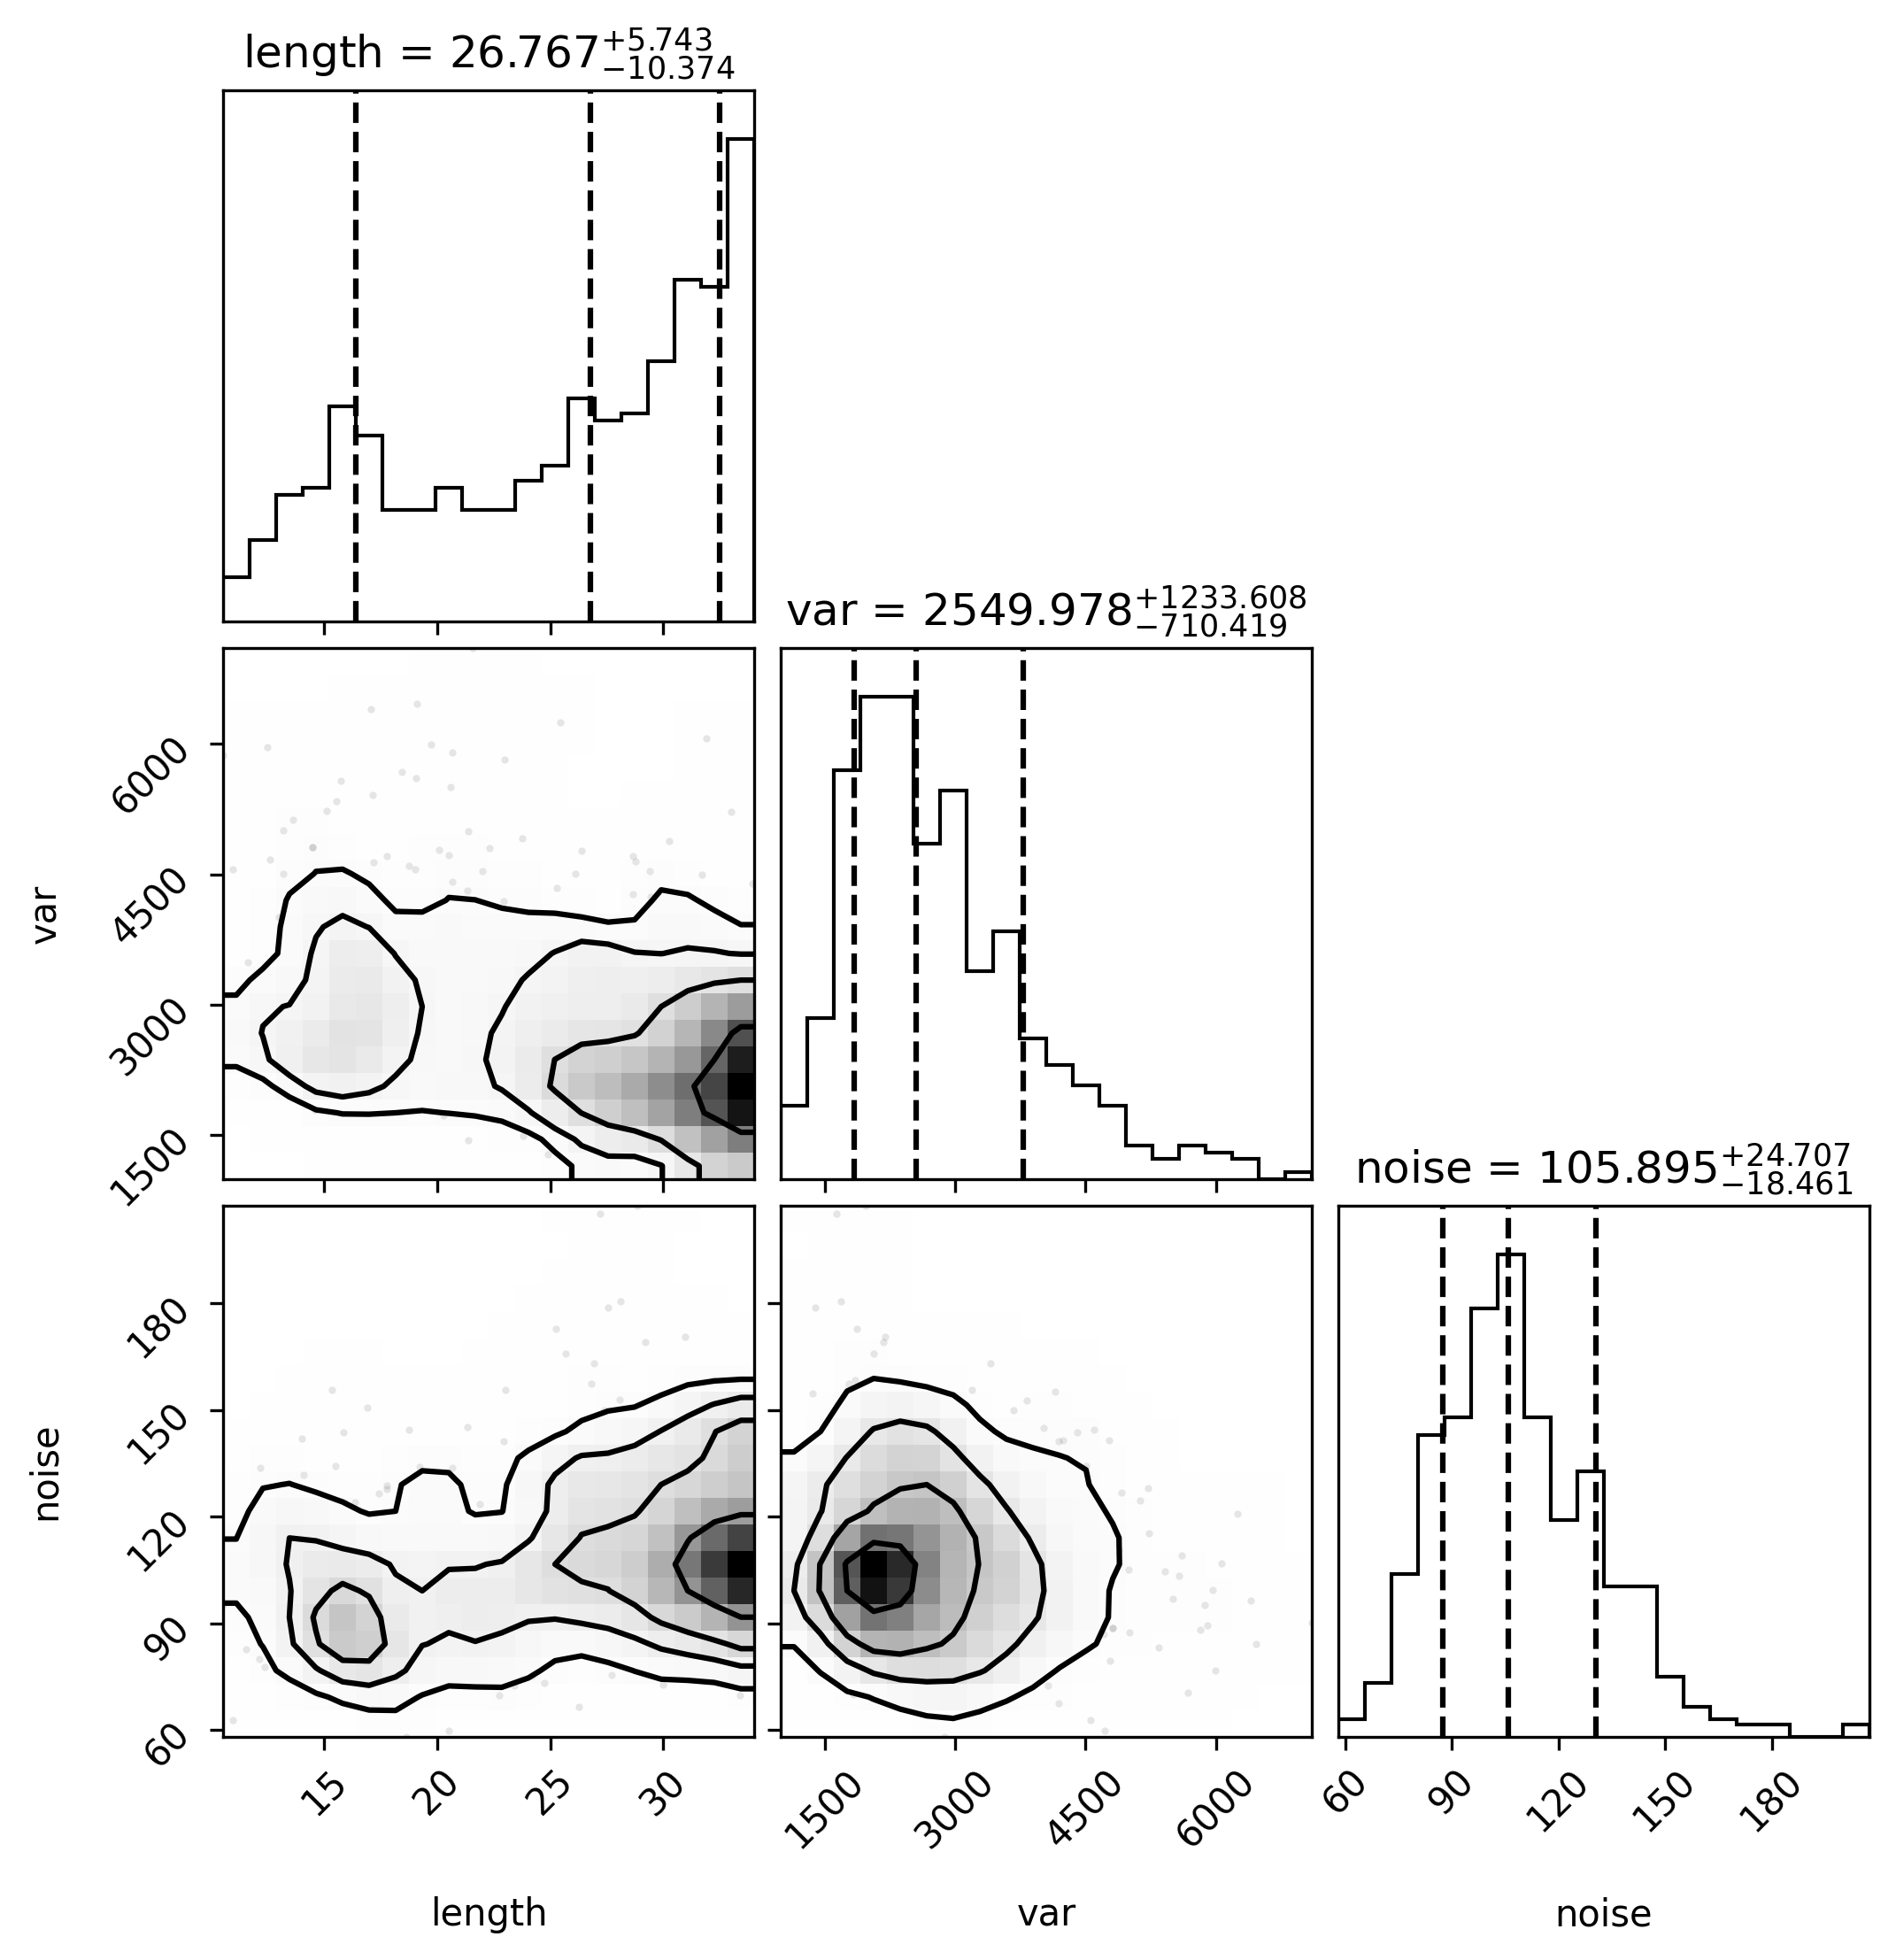 length = 26.767+5.743−10.374
var = 2549.978+1233.608−710.419
6000
4500
3000
1500
var
noise = 105.895+24.707−18.461
180
150
120
90
60
noise
15 20 25 30 1500 3000 4500 6000 60 90 120 150 180
length var noise